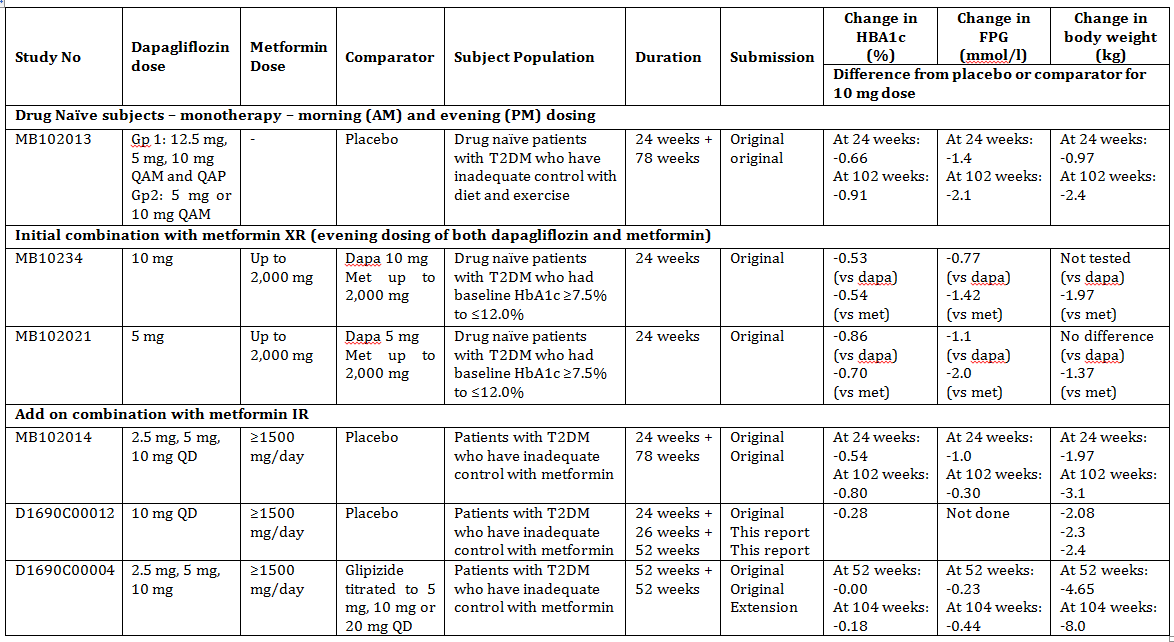 Study No
Dapagliflozin
dose
Metformin
Dose
Comparator
Subject Population
Duration
Submission
Change in
HBA1c
(%)
Change in
FPG
(mmol/l)
Change in
body weight
(kg)
Difference from placebo or comparator for
10 mg dose
Drug Naïve subjects – monotherapy – morning (AM) and evening (PM) dosing
MB102013
Gp 1: 12.5 mg,
5 mg, 10 mg
QAM and QAP
Gp2: 5 mg or
10 mg QAM
-
Placebo
Drug naïve patients
with T2DM who have
inadequate control with
diet and exercise
24 weeks +
78 weeks
Original
original
At 24 weeks:
-0.66
At 102 weeks:
-0.91
At 24 weeks:
-1.4
At 102 weeks:
-2.1
At 24 weeks:
-0.97
At 102 weeks:
-2.4
Initial combination with metformin XR (evening dosing of both dapagliflozin and metformin)
MB10234
10 mg
Up to
2,000 mg
Dapa 10 mg
Met up to
2,000 mg
Drug naïve patients
with T2DM who had
baseline HbA1c ≥7.5%
to ≤12.0%
24 weeks
Original
-0.53
(vs dapa)
-0.54
(vs met)
-0.77
(vs dapa)
-1.42
(vs met)
Not tested
(vs dapa)
-1.97
(vs met)
MB102021
5 mg
Up to
2,000 mg
Dapa 5 mg
Met up to
2,000 mg
Drug naïve patients
with T2DM who had
baseline HbA1c ≥7.5%
to ≤12.0%
24 weeks
Original
-0.86
(vs dapa)
-0.70
(vs met)
-1.1
(vs dapa)
-2.0
(vs met)
No difference
(vs dapa)
-1.37
(vs met)
Add on combination with metformin IR
MB102014
2.5 mg, 5 mg,
10 mg QD
≥1500
mg/day
Placebo
Patients with T2DM
who have inadequate
control with metformin
24 weeks +
78 weeks
Original
Original
At 24 weeks:
-0.54
At 102 weeks:
-0.80
At 24 weeks:
-1.0
At 102 weeks:
-0.30
At 24 weeks:
-1.97
At 102 weeks:
-3.1
D1690C00012
10 mg QD
≥1500
mg/day
Placebo
Patients with T2DM
who have inadequate
control with metformin
24 weeks +
26 weeks +
52 weeks
Original
This report
This report
-0.28
Not done
-2.08
-2.3
-2.4
D1690C00004
2.5 mg, 5 mg,
10 mg
≥1500
mg/day
Glipizide
titrated to 5
mg, 10 mg or
20 mg QD
Patients with T2DM
who have inadequate
control with metformin
52 weeks +
52 weeks
Original
Original
Extension
At 52 weeks:
-0.00
At 104 weeks:
-0.18
At 52 weeks:
-0.23
At 104 weeks:
-0.44
At 52 weeks:
-4.65
At 104 weeks:
-8.0